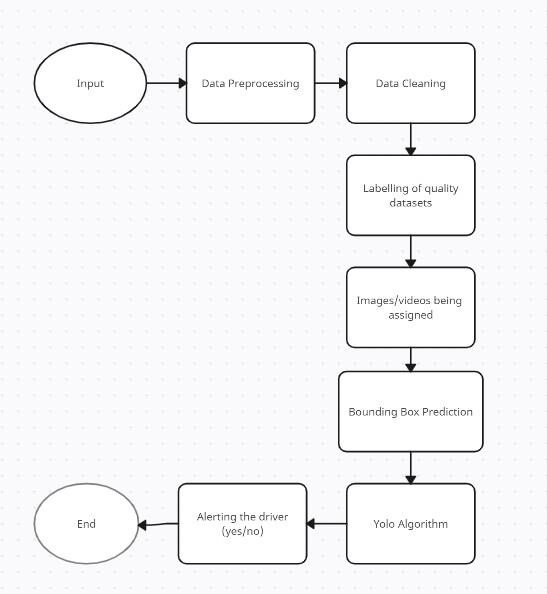 Input
Data Preprocessing
Data Cleaning
Labelling of quality
datasets
Images/videos being
assigned
Bounding Box Prediction
Yolo Algorithm
Alerting the driver
(yes/no)
End